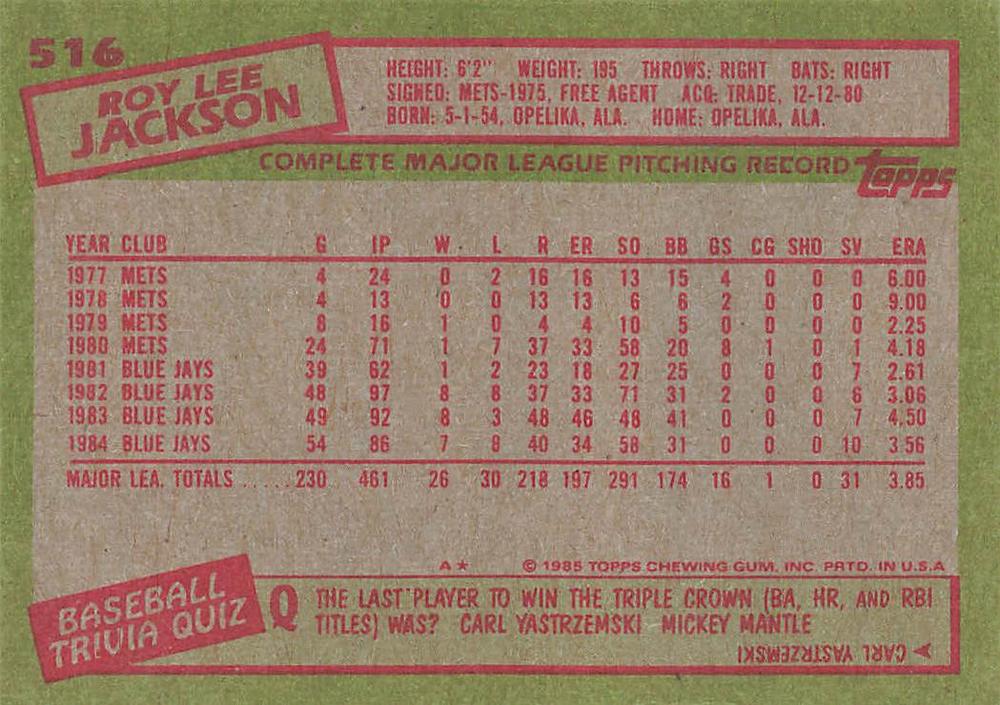 516
ROY LEE
JACKSON
HEIGHT: 6'2" WEIGHT: 195 THROWS: RIGHT BATS: RIGHT
SIGNED: METS-1975, FREE AGENT ACQ: TRADE, 12-12-80
BORN: 5-1-54, OPELIKA, ALA. HOME: OPELIKA, ALA.
COMPLETE MAJOR LEAGUE PITCHING RECORD topps
YEAR CLUB G IP W L R ER SO BB GS CG SHO SV ERA
1977 METS 4 24 0 2 16 16 13 15 4 0 0 0 6.00
1978 METS 4 13 0 0 13 13 6 6 2 0 0 0 9.00
1979 METS 8 16 1 0 4 4 10 5 0 0 0 0 2.25
1980 METS 24 71 1 7 37 33 58 20 8 1 0 1 4.18
1981 BLUE JAYS 39 62 1 2 23 18 27 25 0 0 0 7 2.61
1982 BLUE JAYS 48 97 8 8 37 33 71 31 2 0 0 6 3.06
1983 BLUE JAYS 49 92 8 3 48 46 48 41 0 0 0 7 4.50
1984 BLUE JAYS 54 86 7 8 40 34 58 31 0 0 0 10 3.56
MAJOR LEA. TOTALS .....230 461 26 30 218 197 291 174 16 1 0 31 3.85
A★ © 1985 TOPPS CHEWING GUM, INC. PRTD. IN U.S.A
BASEBALL
TRIVIA QUIZ
Q THE LAST PLAYER TO WIN THE TRIPLE CROWN (BA, HR, AND RBI
TITLES) WAS? CARL YASTRZEMSKI MICKEY MANTLE
CARL YASTRZEMSKI